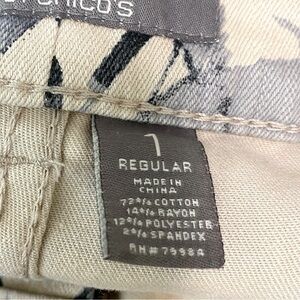 CHICO'S
1
REGULAR
MADE IN
CHINA
72% COTTON
14% RAYON
12% POLYESTER
2% SPANDEX
RN# 79984